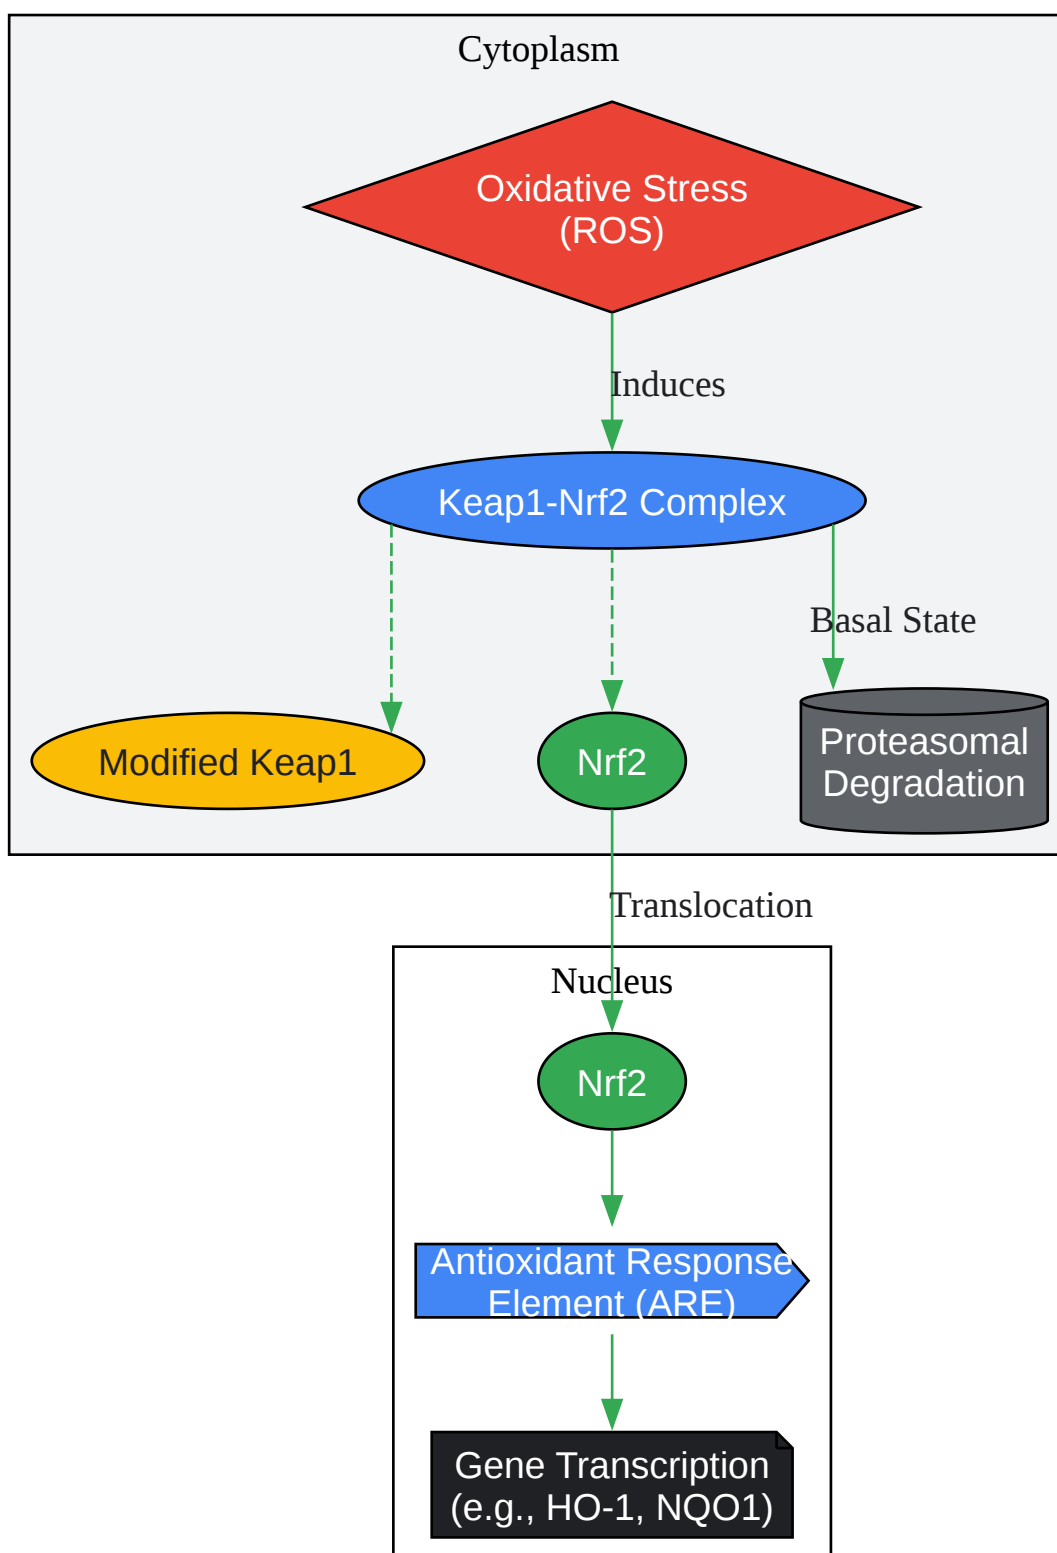 Cytoplasm
Oxidative Stress
(ROS)
Induces
Keap1-Nrf2 Complex
Basal State
Modified Keap1
Nrf2
Proteasomal
Degradation
Translocation
Nucleus
Nrf2
Antioxidant Response
Element (ARE)
Gene Transcription
(e.g., HO-1, NQO1)